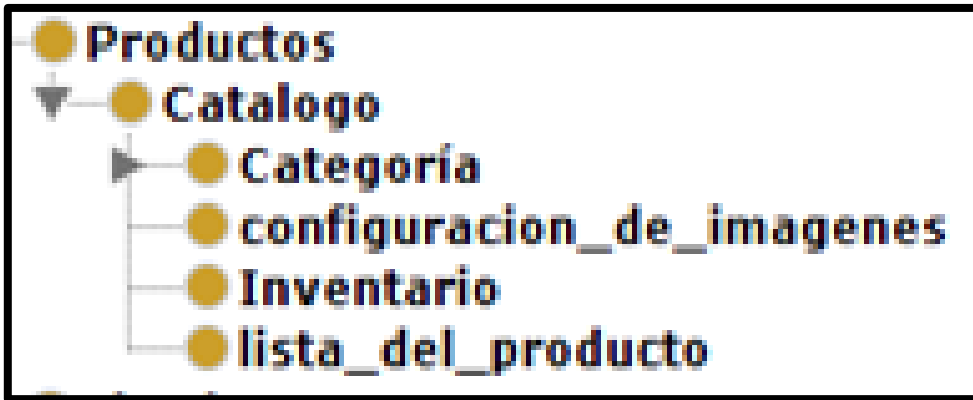 Productos
Catalogo
Categoría
configuracion_de_imagenes
Inventario
lista_del_producto